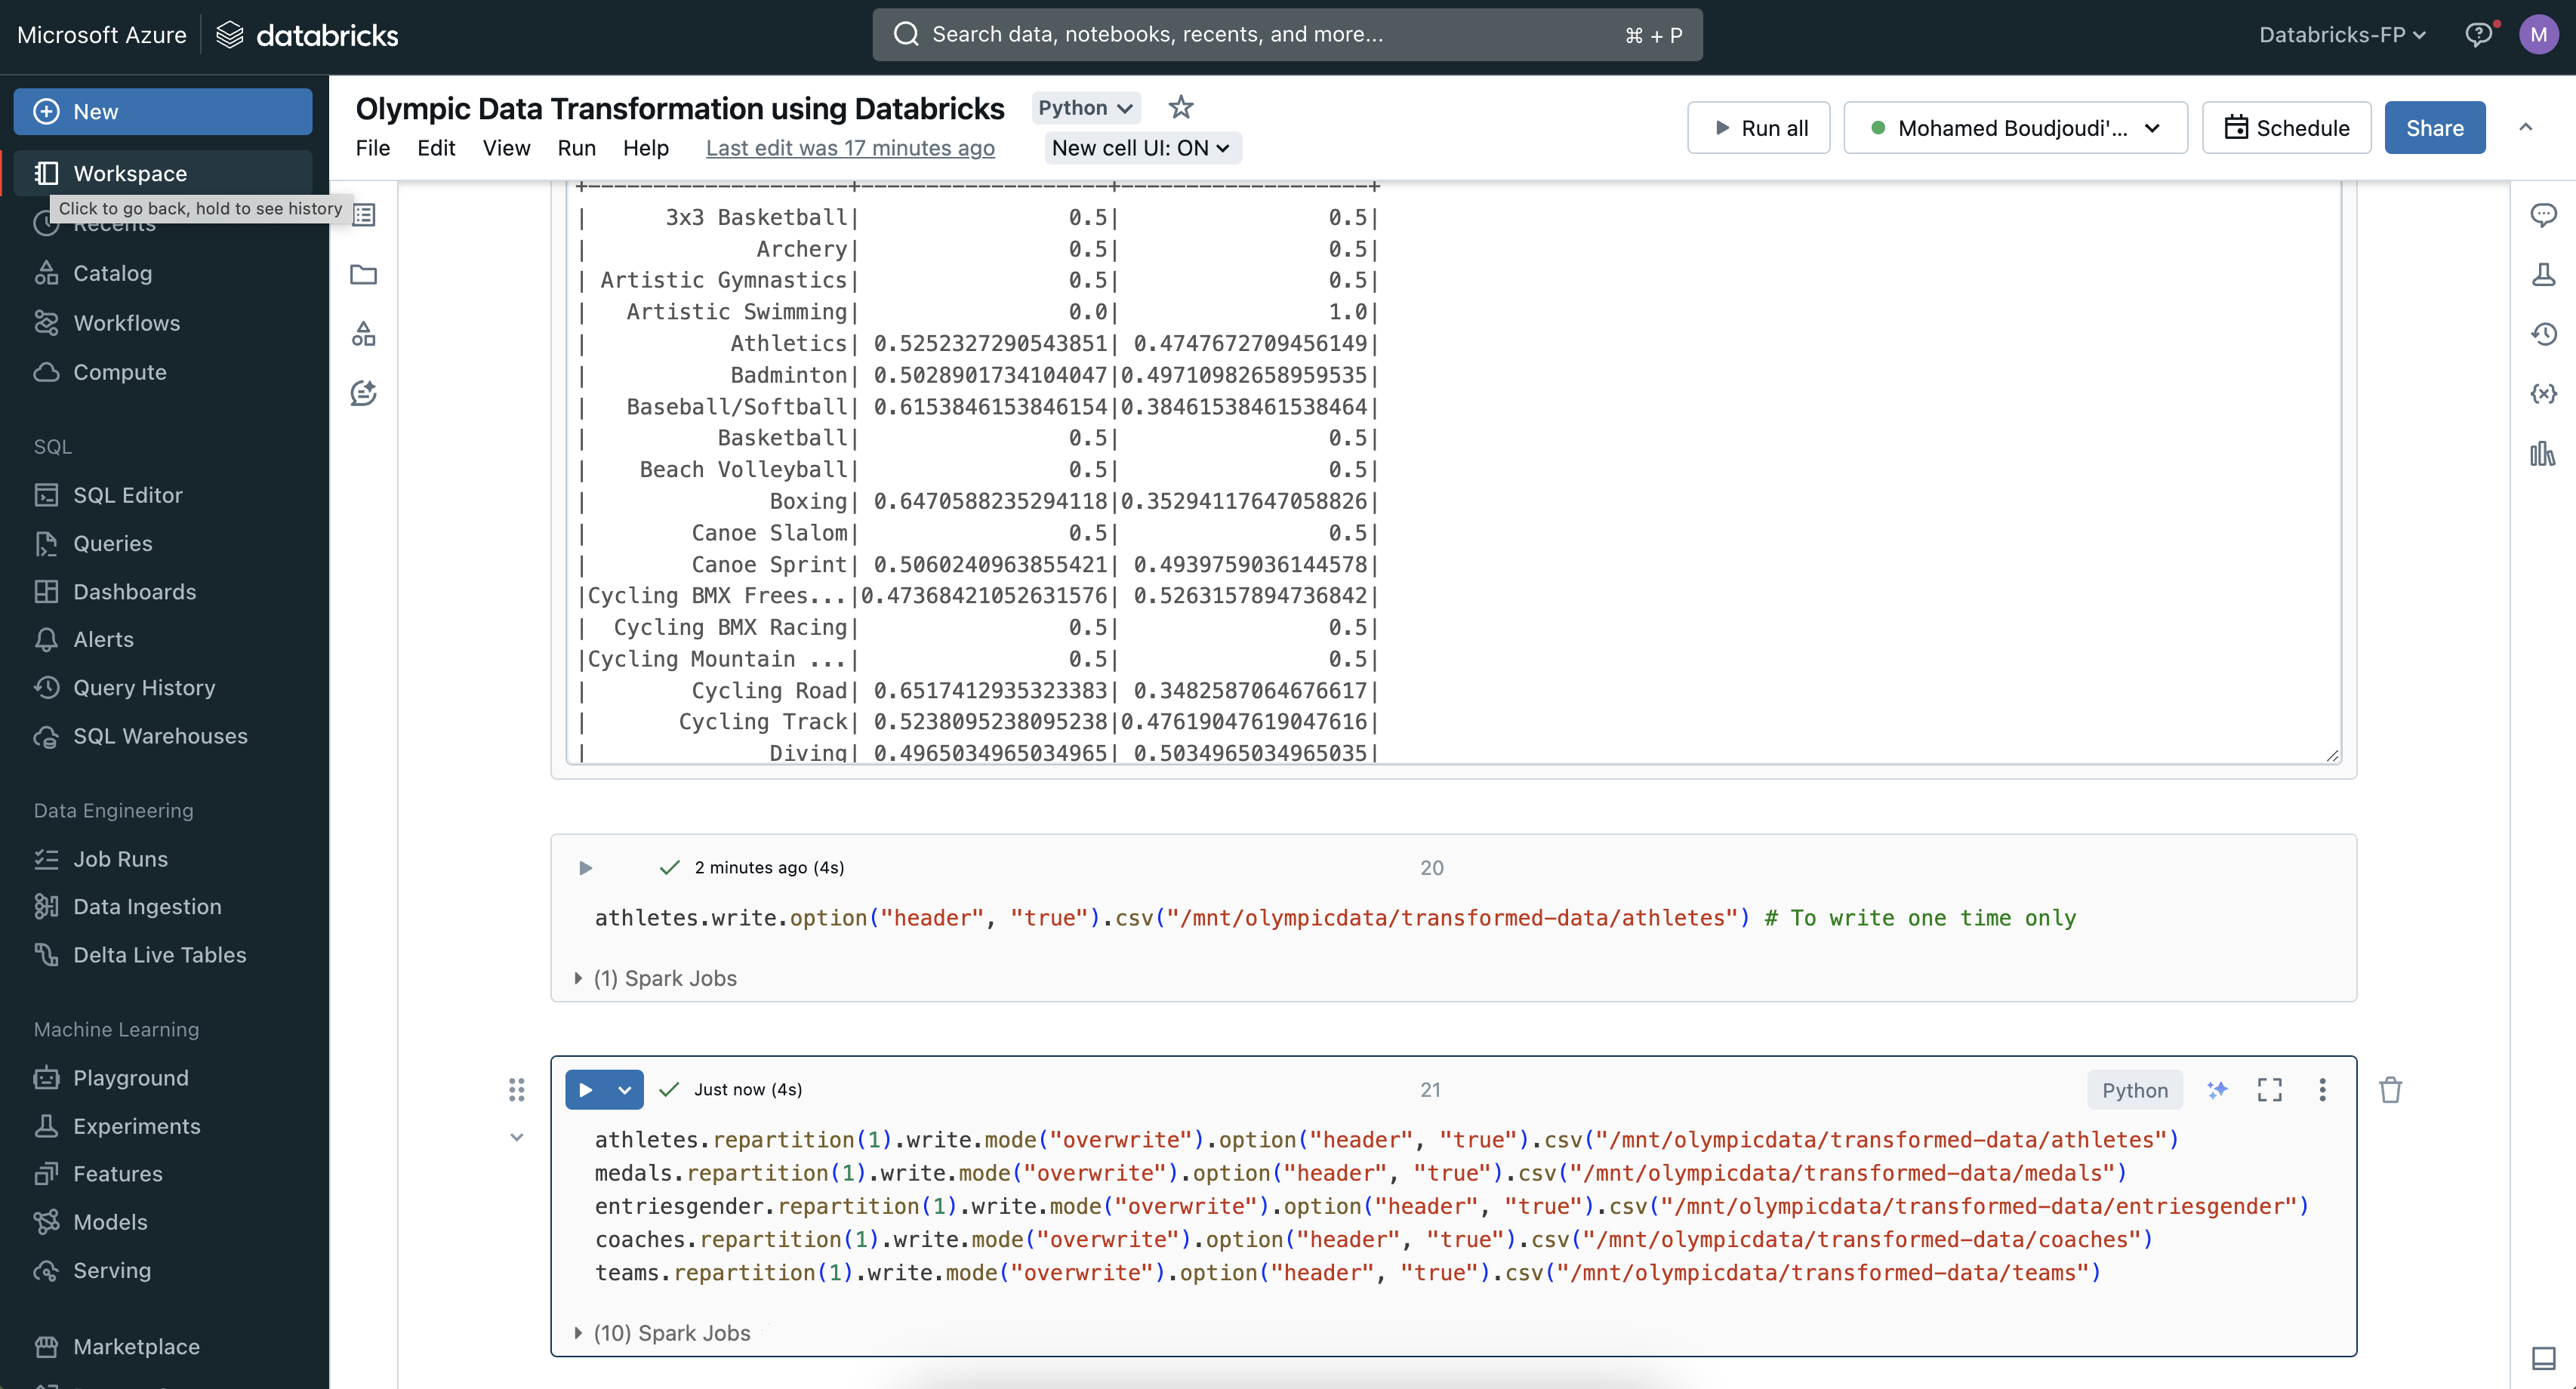 Microsoft Azure databricks
Search data, notebooks, recents, and more... ⌘ + P
Databricks-FP
M
New
Workspace
Click to go back, hold to see history
Recents
Catalog
Workflows
Compute
SQL
SQL Editor
Queries
Dashboards
Alerts
Query History
SQL Warehouses
Data Engineering
Job Runs
Data Ingestion
Delta Live Tables
Machine Learning
Playground
Experiments
Features
Models
Serving
Marketplace
Olympic Data Transformation using Databricks Python
File Edit View Run Help Last edit was 17 minutes ago New cell UI: ON
Run all Mohamed Boudjoudi'... Schedule Share
+--------------------+-------------------+-------------------+
| 3x3 Basketball| 0.5| 0.5|
| Archery| 0.5| 0.5|
| Artistic Gymnastics| 0.5| 0.5|
| Artistic Swimming| 0.0| 1.0|
| Athletics| 0.5252327290543851| 0.4747672709456149|
| Badminton| 0.5028901734104047|0.49710982658959535|
| Baseball/Softball| 0.6153846153846154|0.38461538461538464|
| Basketball| 0.5| 0.5|
| Beach Volleyball| 0.5| 0.5|
| Boxing| 0.6470588235294118|0.35294117647058826|
| Canoe Slalom| 0.5| 0.5|
| Canoe Sprint| 0.5060240963855421| 0.4939759036144578|
|Cycling BMX Frees...|0.47368421052631576| 0.5263157894736842|
| Cycling BMX Racing| 0.5| 0.5|
|Cycling Mountain ...| 0.5| 0.5|
| Cycling Road| 0.6517412935323383| 0.3482587064676617|
| Cycling Track| 0.5238095238095238|0.47619047619047616|
| Diving| 0.4965034965034965| 0.5034965034965035|
2 minutes ago (4s) 20
athletes.write.option("header", "true").csv("/mnt/olympicdata/transformed-data/athletes") # To write one time only
(1) Spark Jobs
Just now (4s) 21 Python
athletes.repartition(1).write.mode("overwrite").option("header", "true").csv("/mnt/olympicdata/transformed-data/athletes")
medals.repartition(1).write.mode("overwrite").option("header", "true").csv("/mnt/olympicdata/transformed-data/medals")
entriesgender.repartition(1).write.mode("overwrite").option("header", "true").csv("/mnt/olympicdata/transformed-data/entriesgender")
coaches.repartition(1).write.mode("overwrite").option("header", "true").csv("/mnt/olympicdata/transformed-data/coaches")
teams.repartition(1).write.mode("overwrite").option("header", "true").csv("/mnt/olympicdata/transformed-data/teams")
(10) Spark Jobs